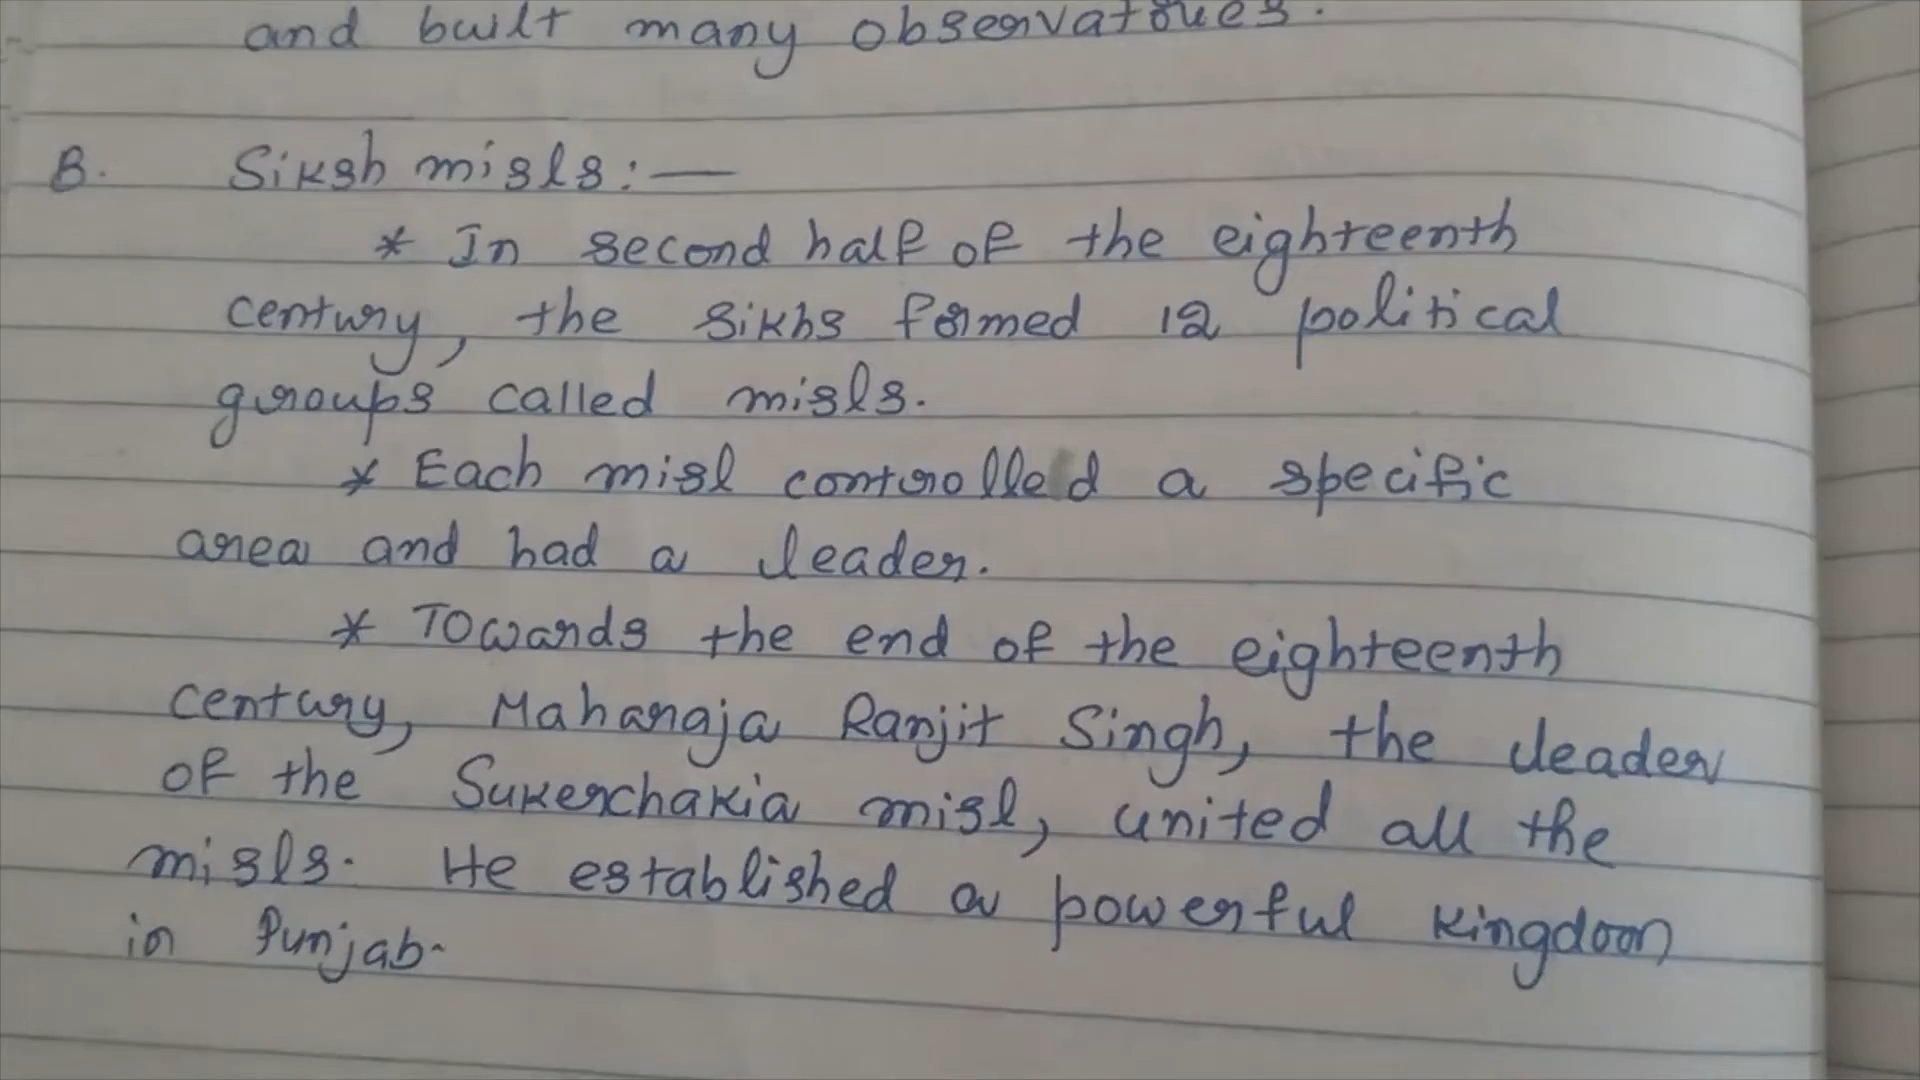 and built many observatories.
B. Siksh misls:—
* In second half of the eighteenth
century, the Sikhs formed 12 political
groups called misls.
* Each misl controlled a specific
area and had a leader.
* Towards the end of the eighteenth
century, Maharaja Ranjit Singh, the leader
of the Sukerchakia misl, united all the
misls. He established a powerful kingdom
in Punjab.